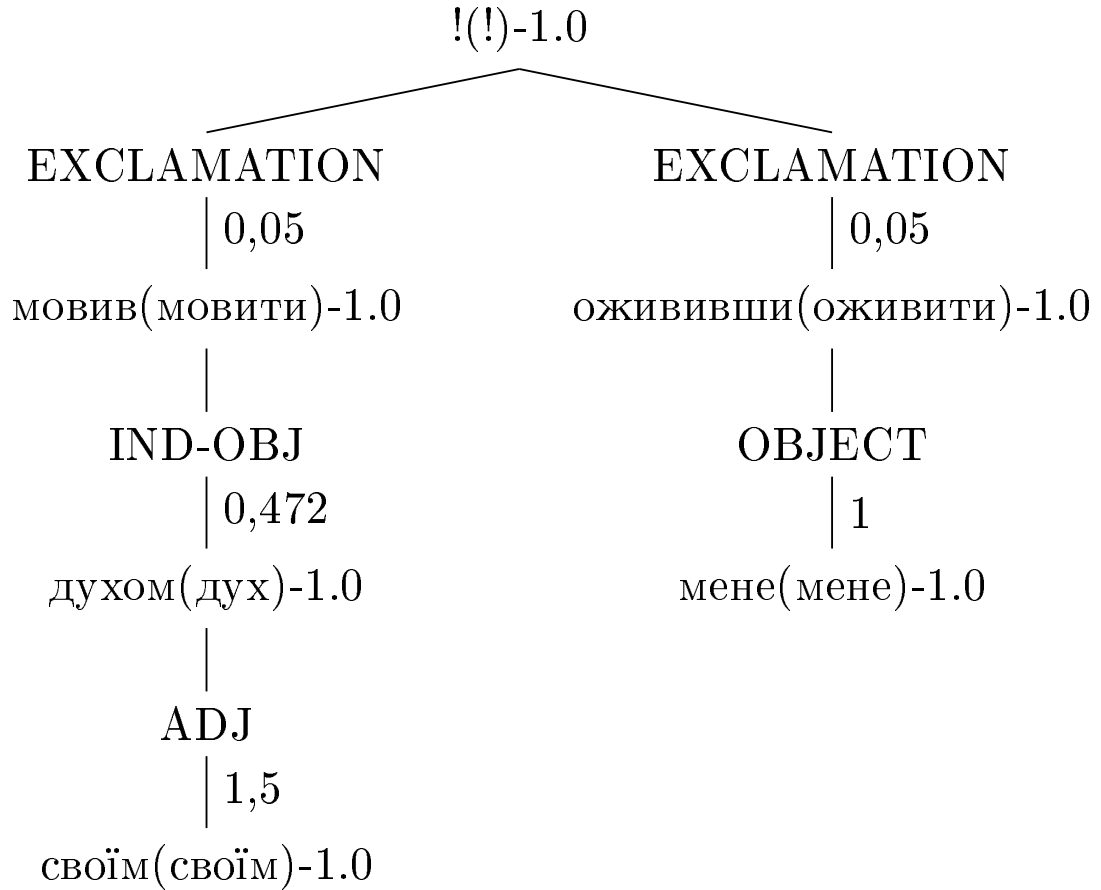 !(!)-1.0
EXCLAMATION EXCLAMATION
0,05 0,05
мовив(мовити)-1.0 ожививши(оживити)-1.0
IND-OBJ OBJECT
0,472 1
духом(дух)-1.0 мене(мене)-1.0
ADJ
1,5
своїм(своїм)-1.0